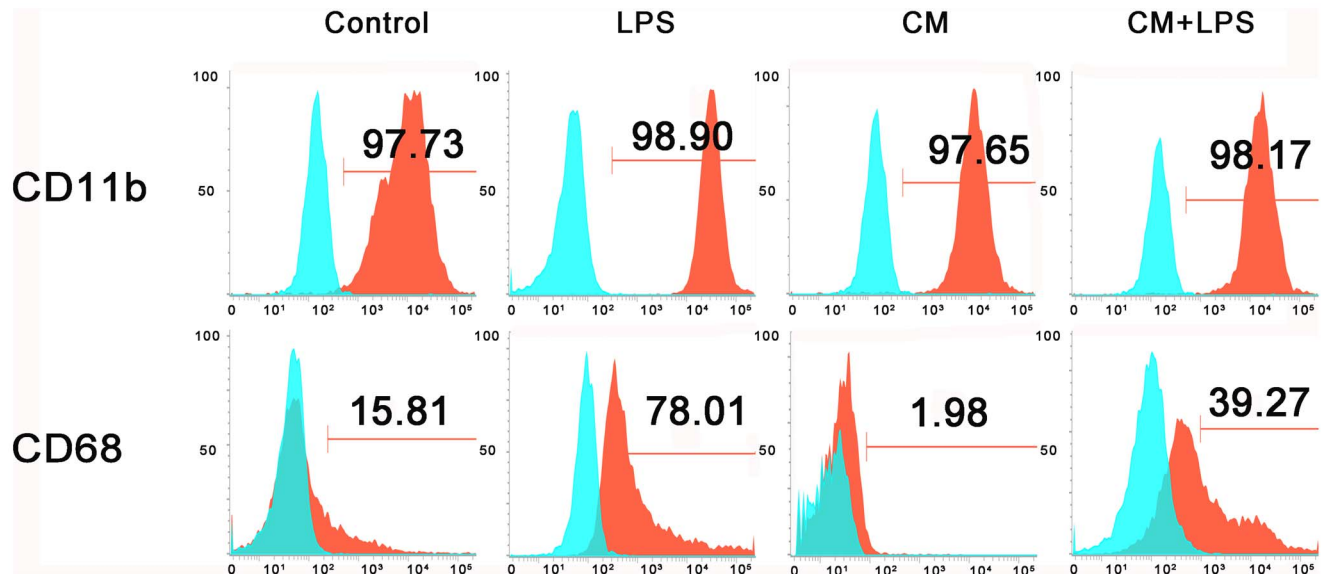 Control LPS CM CM+LPS
100 100 100 100
97.73 98.90 97.65 98.17
CD11b 50 50 50 50
0 10¹ 10² 10³ 10⁴ 10⁵ 0 10¹ 10² 10³ 10⁴ 10⁵ 0 10¹ 10² 10³ 10⁴ 10⁵ 0 10¹ 10² 10³ 10⁴ 10⁵
100 100 100 100
15.81 78.01 1.98 39.27
CD68 50 50 50 50
0 10¹ 10² 10³ 10⁴ 10⁵ 0 10¹ 10² 10³ 10⁴ 10⁵ 0 10¹ 10² 10³ 10⁴ 10⁵ 0 10¹ 10² 10³ 10⁴ 10⁵